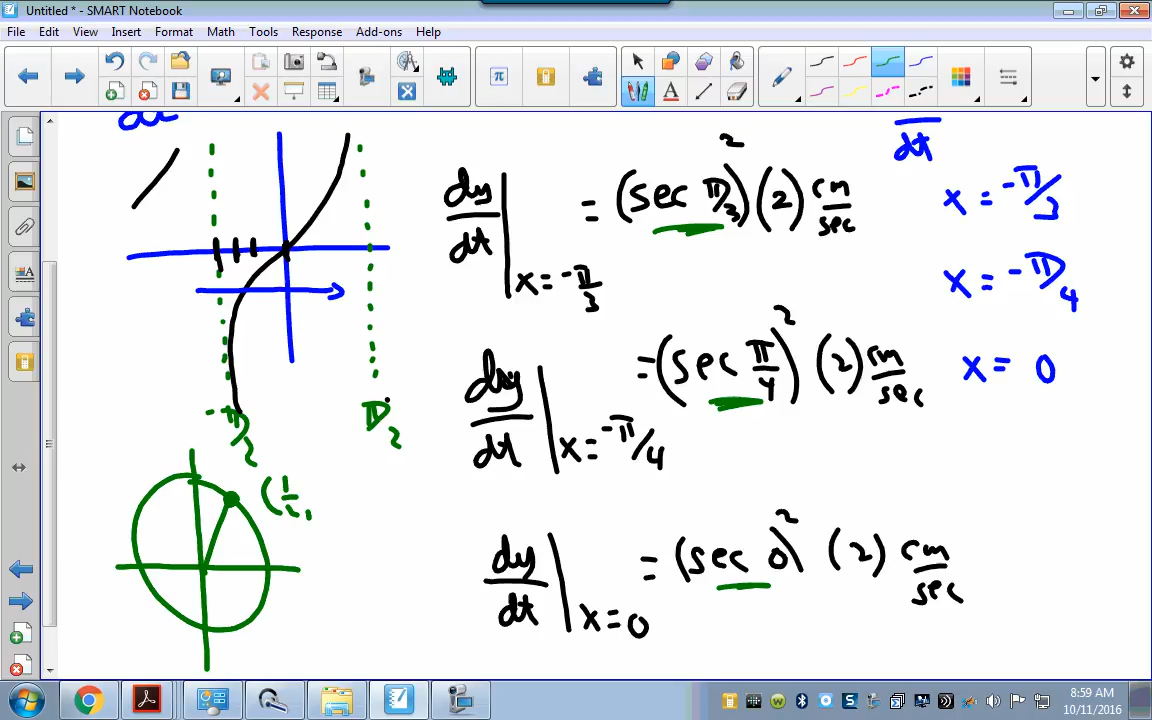 Untitled * - SMART Notebook
File Edit View Insert Format Math Tools Response Add-ons Help
dt
dy/dt | x = -π/3 = (sec π/3)² (2) cm/sec
x = -π/3
dy/dt | x = -π/4 = (sec π/4)² (2) cm/sec
x = -π/4
x = 0
-π/2
π/2
(1/2,
dy/dt | x = 0 = (sec 0)² (2) cm/sec
8:59 AM
10/11/2016